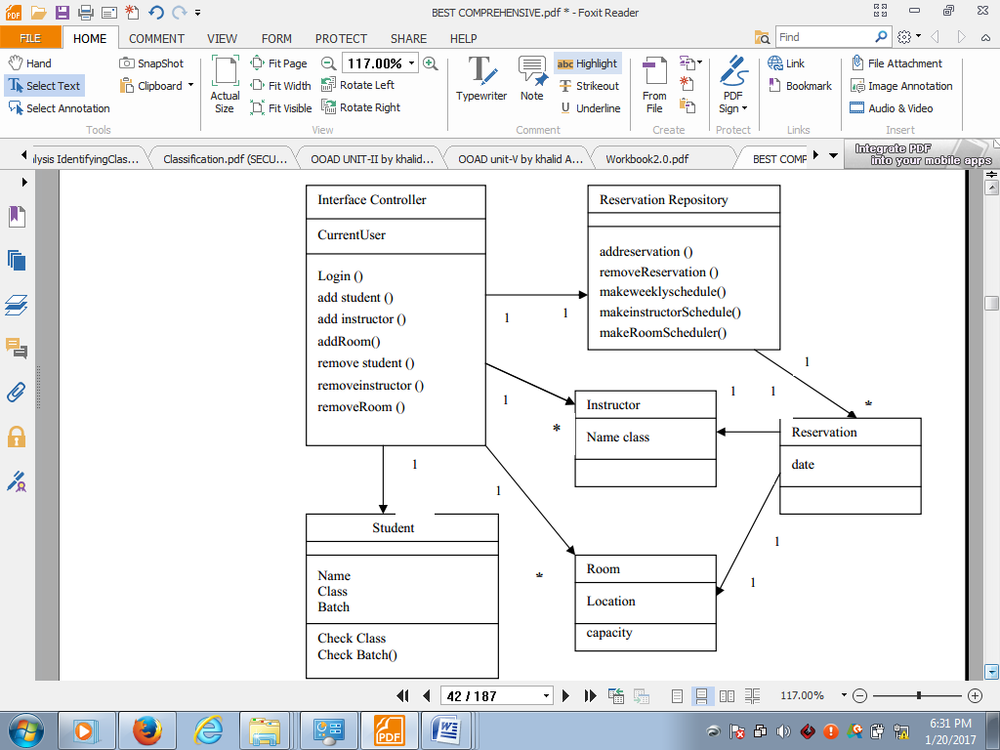 BEST COMPREHENSIVE.pdf * - Foxit Reader
FILE
HOME
COMMENT
VIEW
FORM
PROTECT
SHARE
HELP
Find
Hand
Select Text
Select Annotation
SnapShot
Clipboard
Tools
Actual
Size
Fit Page
Fit Width
Fit Visible
117.00%
Rotate Left
Rotate Right
View
Typewriter
Note
abc Highlight
Strikeout
Underline
Comment
From
File
Create
PDF
Sign
Protect
Link
Bookmark
Links
File Attachment
Image Annotation
Audio & Video
Insert
lysis IdentifyingClas...
Classification.pdf (SECU...
OOAD UNIT-II by khalid...
OOAD unit-V by khalid A...
Workbook2.0.pdf
BEST COMP
Integrate PDF
into your mobile apps
Interface Controller
CurrentUser
Login ()
add student ()
add instructor ()
addRoom()
remove student ()
removeinstructor ()
removeRoom ()
Reservation Repository
addreservation ()
removeReservation ()
makeweeklyschedule()
makeinstructorSchedule()
makeRoomScheduler()
1
1
1
1
1
1
*
*
Instructor
Name class
Reservation
date
1
1
Student
Name
Class
Batch
Check Class
Check Batch()
*
Room
Location
capacity
1
1
42 / 187
117.00%
PDF
6:31 PM
1/20/2017